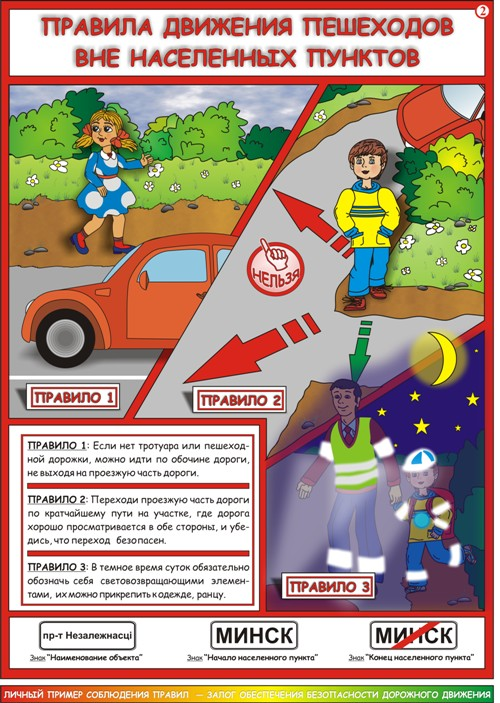 2
ПРАВИЛА ДВИЖЕНИЯ ПЕШЕХОДОВ
ВНЕ НАСЕЛЕННЫХ ПУНКТОВ
НЕЛЬЗЯ
ПРАВИЛО 1
ПРАВИЛО 2
ПРАВИЛО 1: Если нет тротуара или пешеход-
ной дорожки, можно идти по обочине дороги,
не выходя на проезжую часть дороги.
ПРАВИЛО 2: Переходи проезжую часть дороги
по кратчайшему пути на участке, где дорога
хорошо просматривается в обе стороны, и убе-
дись, что переход безопасен.
ПРАВИЛО 3: В темное время суток обязательно
обозначь себя световозвращающими элемен-
тами, их можно прикрепить к одежде, ранцу.
ПРАВИЛО 3
пр-т Незалежнасці
МИНСК
МИНСК
Знак "Наименование объекта"
Знак "Начало населенного пункта"
Знак "Конец населенного пункта"
ЛИЧНЫЙ ПРИМЕР СОБЛЮДЕНИЯ ПРАВИЛ — ЗАЛОГ ОБЕСПЕЧЕНИЯ БЕЗОПАСНОСТИ ДОРОЖНОГО ДВИЖЕНИЯ